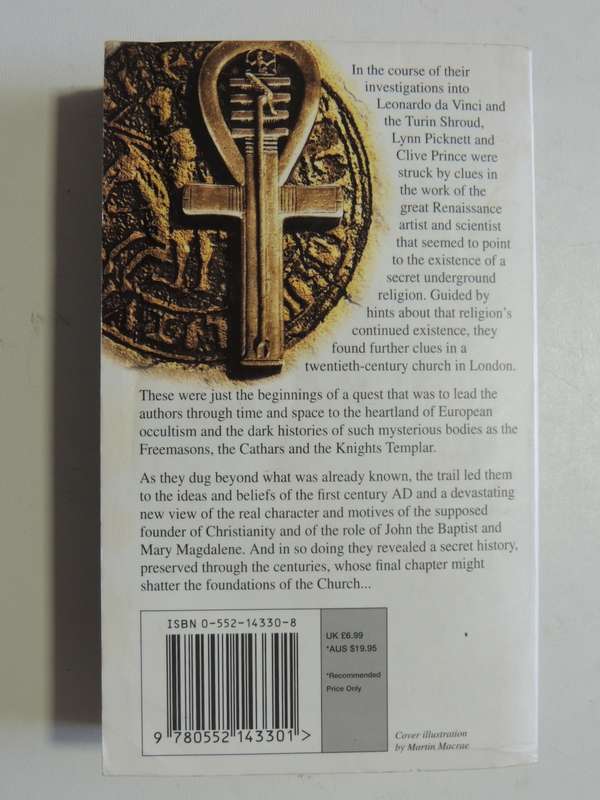 In the course of their
investigations into
Leonardo da Vinci and
the Turin Shroud,
Lynn Picknett and
Clive Prince were
struck by clues in
the work of the
great Renaissance
artist and scientist
that seemed to point
to the existence of a
secret underground
religion. Guided by
hints about that religion's
continued existence, they
found further clues in a
twentieth-century church in London.
These were just the beginnings of a quest that was to lead the
authors through time and space to the heartland of European
occultism and the dark histories of such mysterious bodies as the
Freemasons, the Cathars and the Knights Templar.
As they dug beyond what was already known, the trail led them
to the ideas and beliefs of the first century AD and a devastating
new view of the real character and motives of the supposed
founder of Christianity and of the role of John the Baptist and
Mary Magdalene. And in so doing they revealed a secret history,
preserved through the centuries, whose final chapter might
shatter the foundations of the Church...
ISBN 0-552-14330-8
UK £6.99
*AUS $19.95
*Recommended
Price Only
9 780552 143301 >
Cover illustration
by Martin Macrae